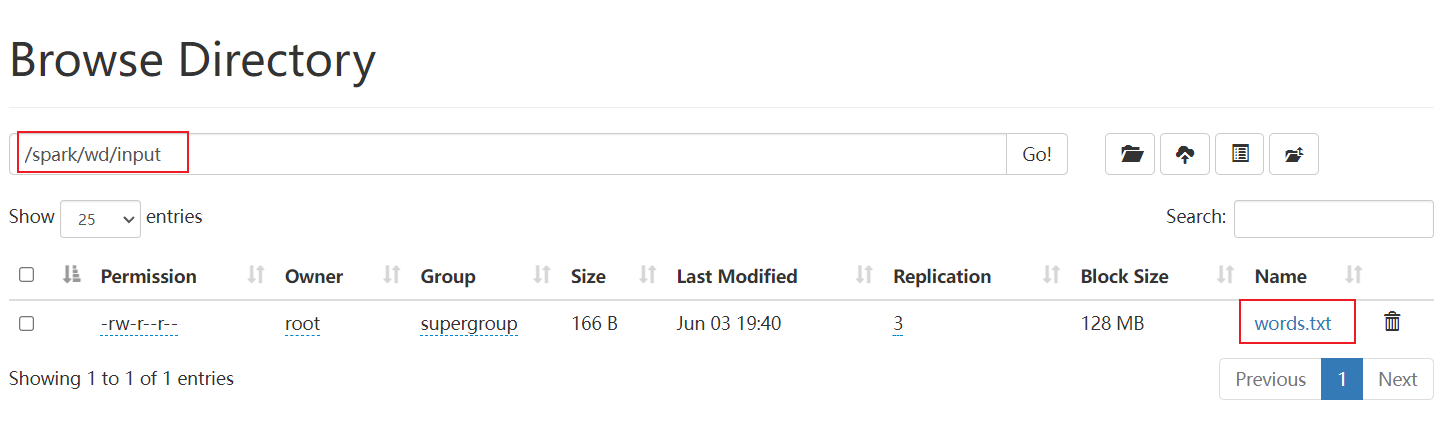 Browse Directory
/spark/wd/input Go!
Show 25 entries Search:
Permission Owner Group Size Last Modified Replication Block Size Name
-rw-r--r-- root supergroup 166 B Jun 03 19:40 3 128 MB words.txt
Showing 1 to 1 of 1 entries Previous 1 Next